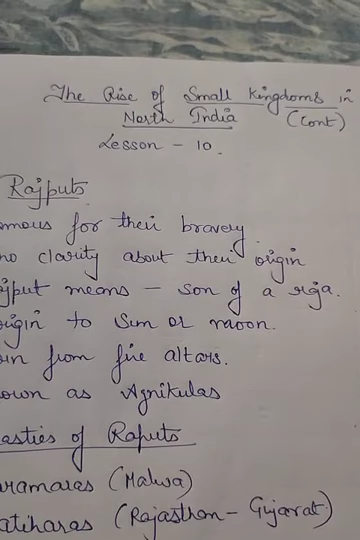 The Rise of Small Kingdoms in
North India (Cont)
Lesson - 10.
Rajputs
mous for their bravery
no clarity about their origin
jput means - son of a raja.
igin to Sun or moon.
in from fire altars.
own as Agnikulas
asties of Raputs
aramaras (Malwa)
atiharas (Rajasthan - Gujarat)